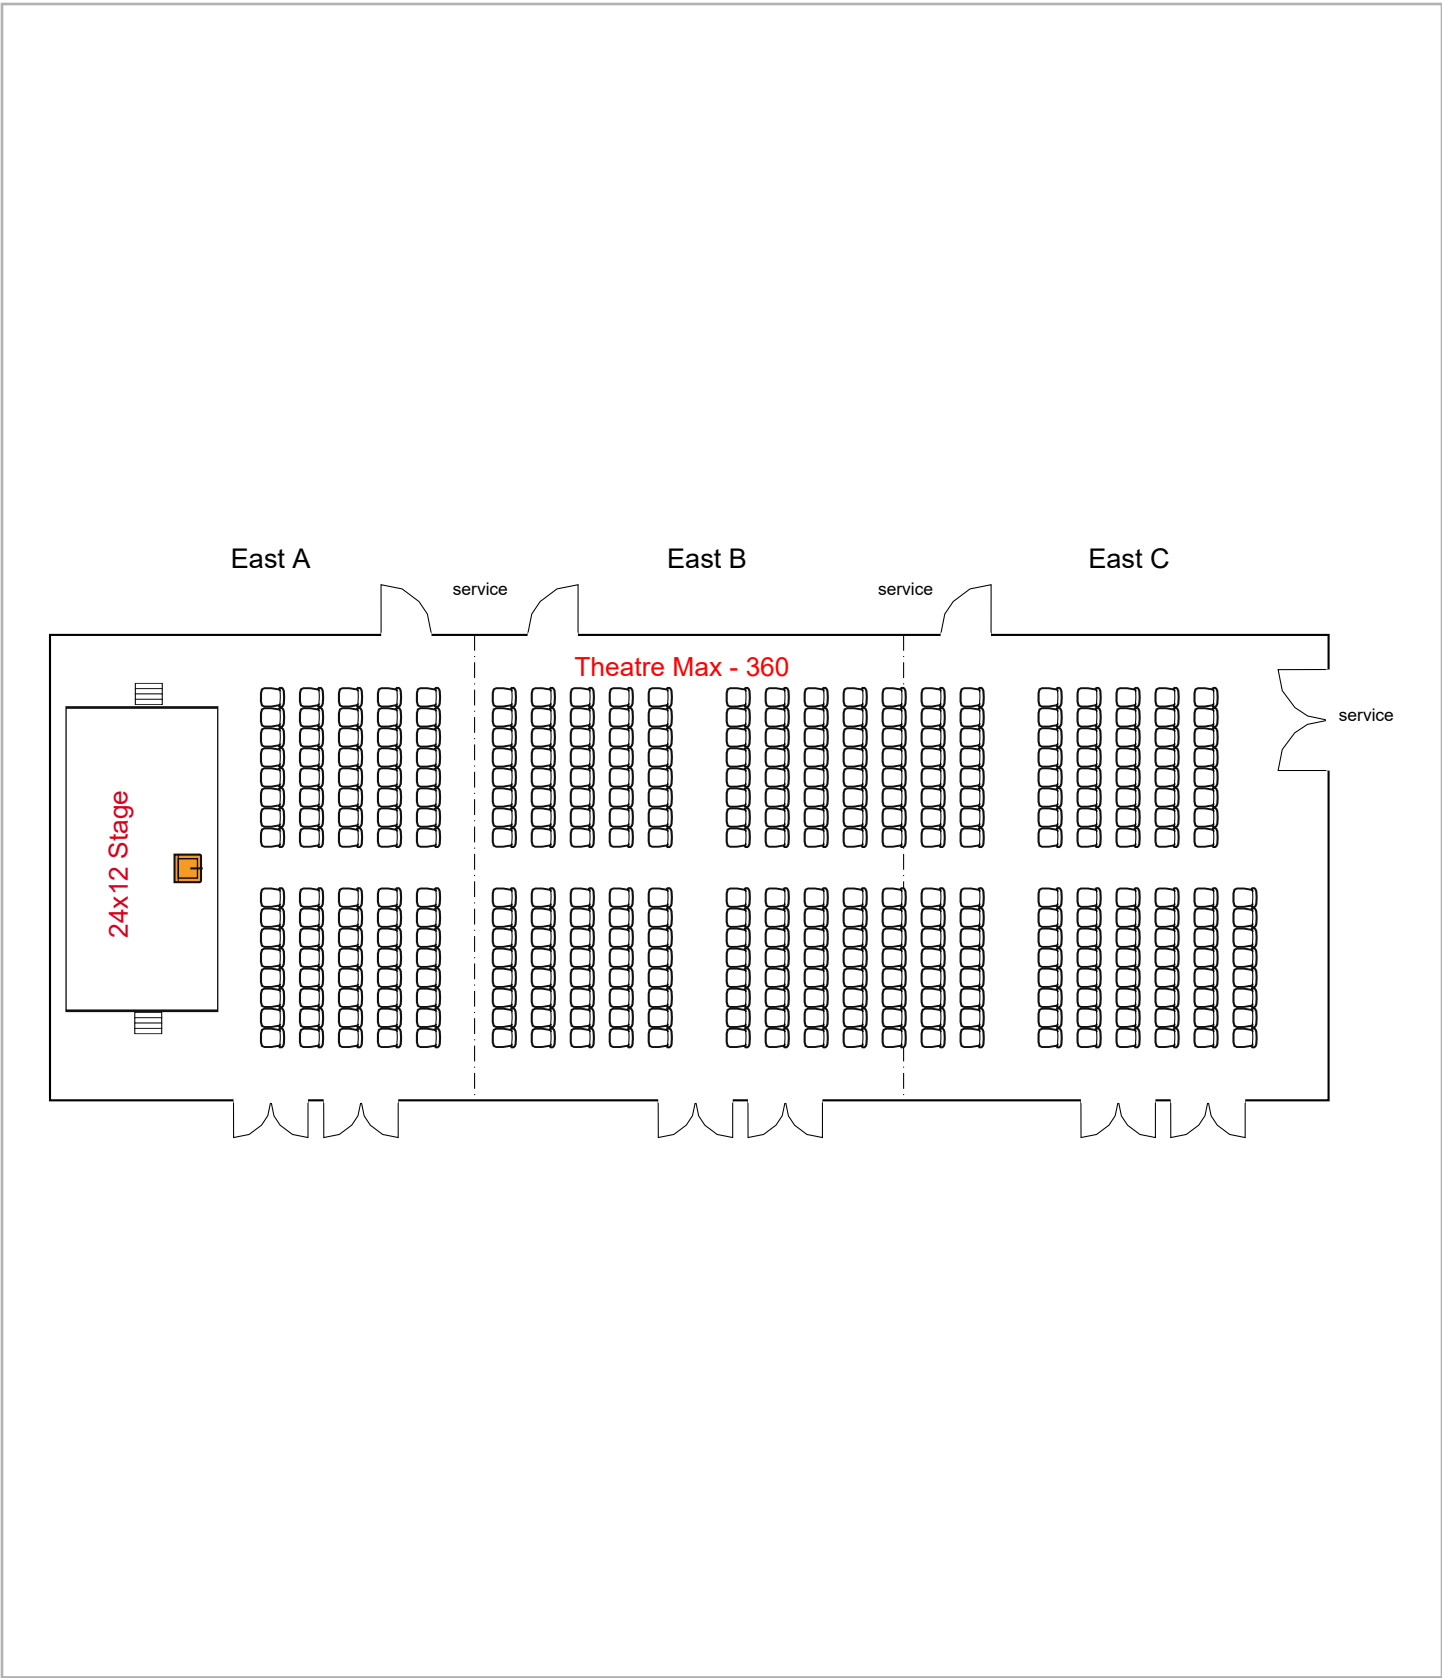 East A
East B
East C
service
service
Theatre Max - 360
service
24x12 Stage